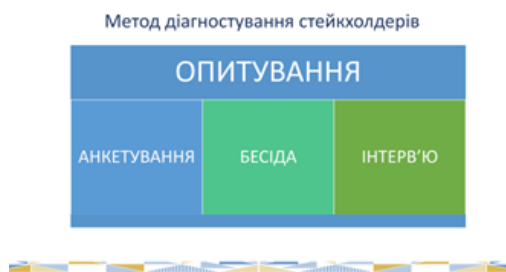 Метод діагностування стейкхолдерів
ОПИТУВАННЯ
АНКЕТУВАННЯ
БЕСІДА
ІНТЕРВ'Ю